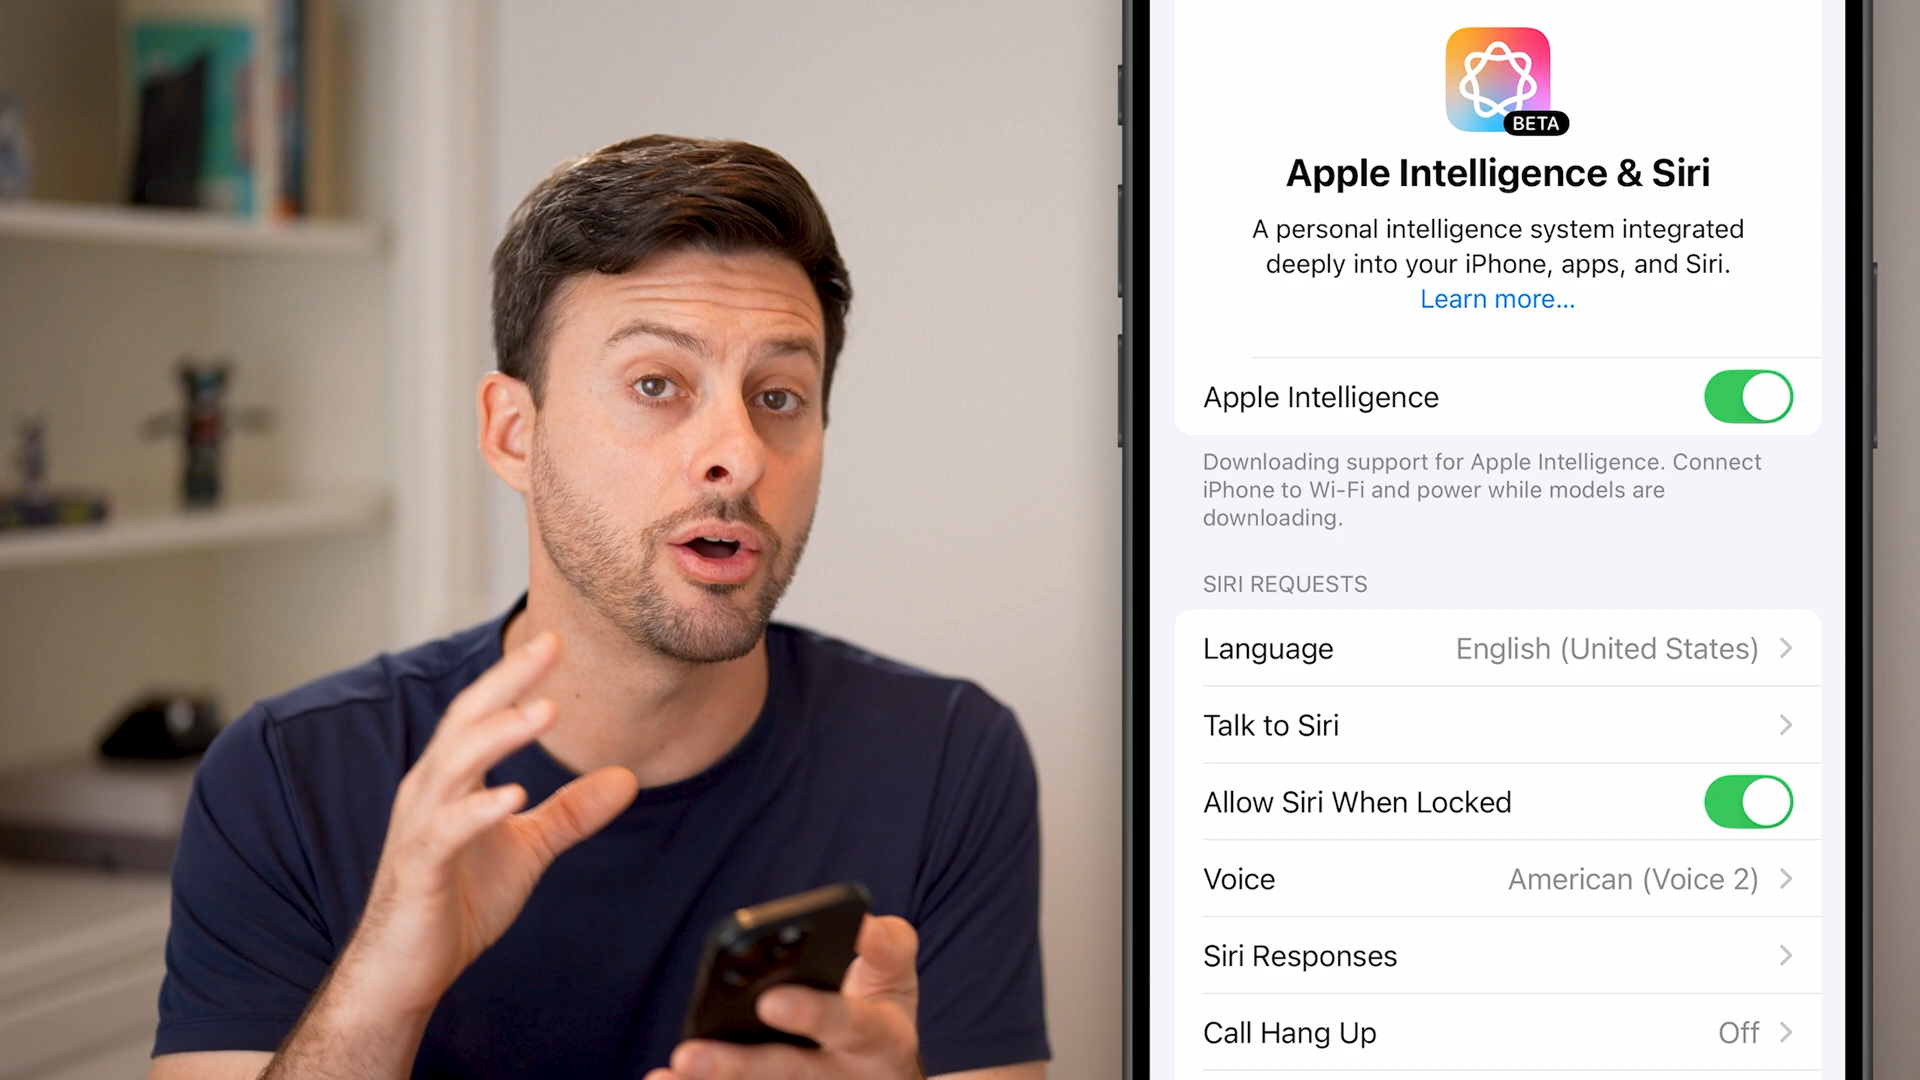 BETA
Apple Intelligence & Siri
A personal intelligence system integrated
deeply into your iPhone, apps, and Siri.
Learn more...
Apple Intelligence
Downloading support for Apple Intelligence. Connect
iPhone to Wi-Fi and power while models are
downloading.
SIRI REQUESTS
Language English (United States)
Talk to Siri
Allow Siri When Locked
Voice American (Voice 2)
Siri Responses
Call Hang Up Off